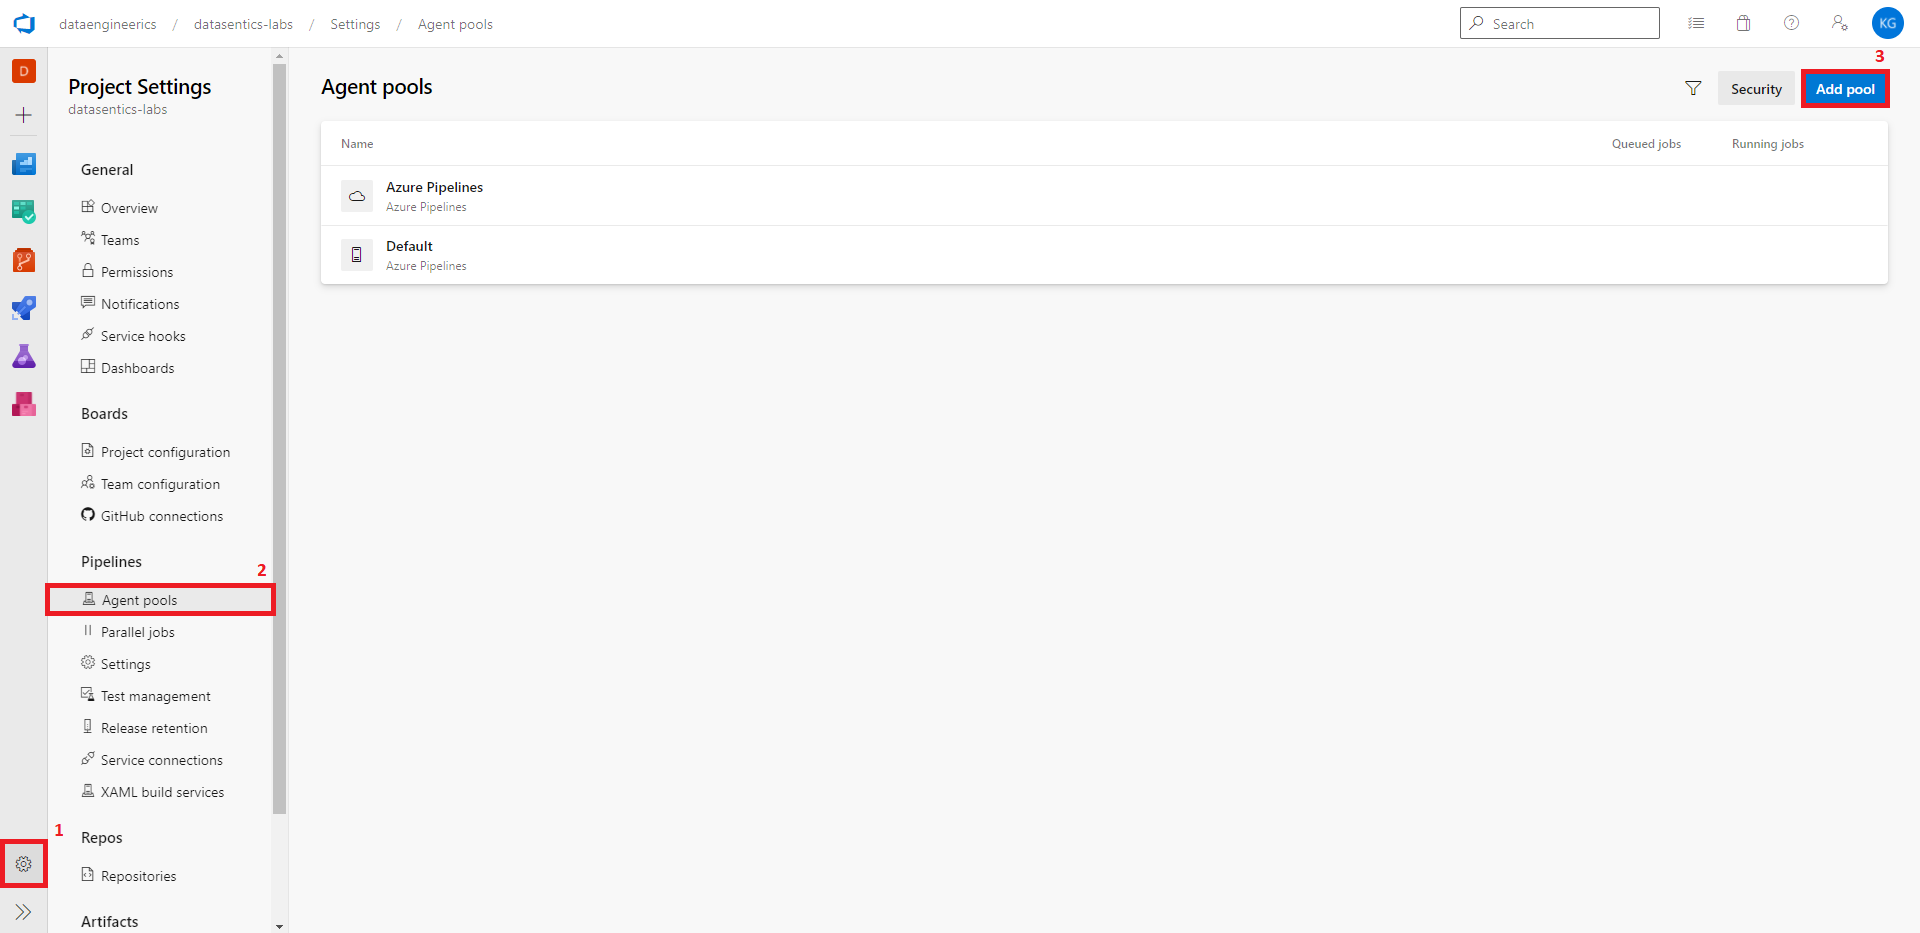 dataengineerics / datasentics-labs / Settings / Agent pools
Search
KG
D
Project Settings
datasentics-labs
General
Overview
Teams
Permissions
Notifications
Service hooks
Dashboards
Boards
Project configuration
Team configuration
GitHub connections
Pipelines
2
Agent pools
Parallel jobs
Settings
Test management
Release retention
Service connections
XAML build services
1
Repos
Repositories
Artifacts
3
Agent pools
Security
Add pool
Name
Queued jobs
Running jobs
Azure Pipelines
Azure Pipelines
Default
Azure Pipelines